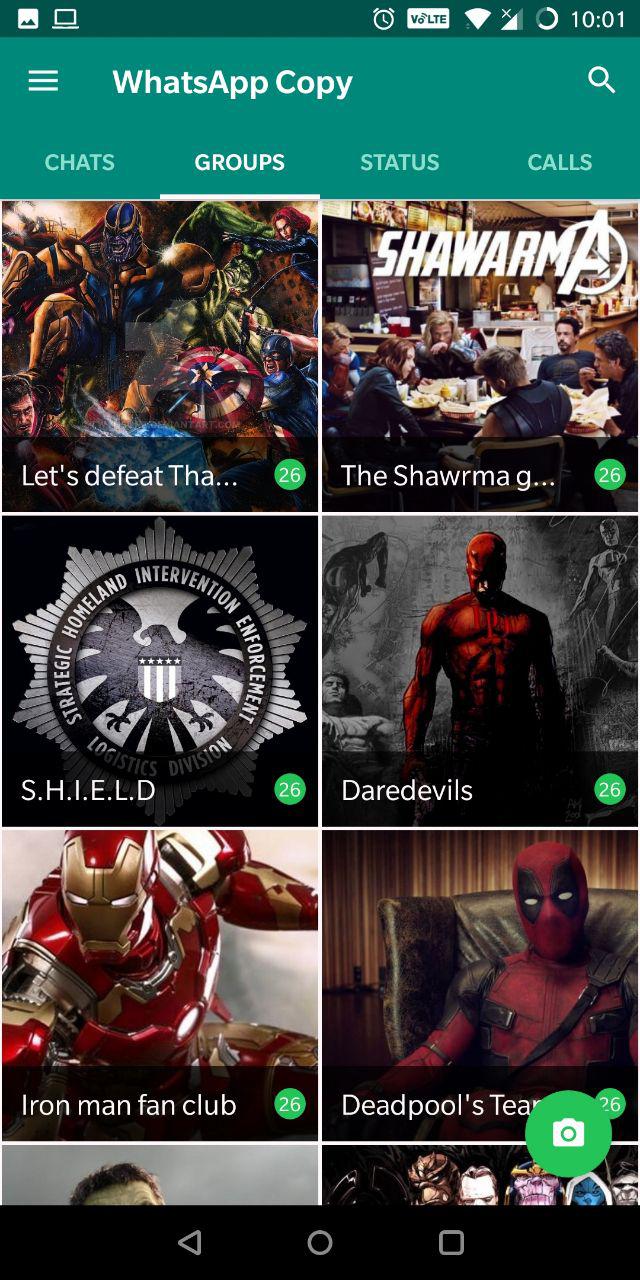 VoLTE 10:01
WhatsApp Copy
CHATS GROUPS STATUS CALLS
SHAWARMA
Let's defeat Tha... 26
The Shawrma g... 26
STRATEGIC HOMELAND INTERVENTION ENFORCEMENT
LOGISTICS DIVISION
S.H.I.E.L.D 26
Daredevils 26
Iron man fan club 26
Deadpool's Tea 26